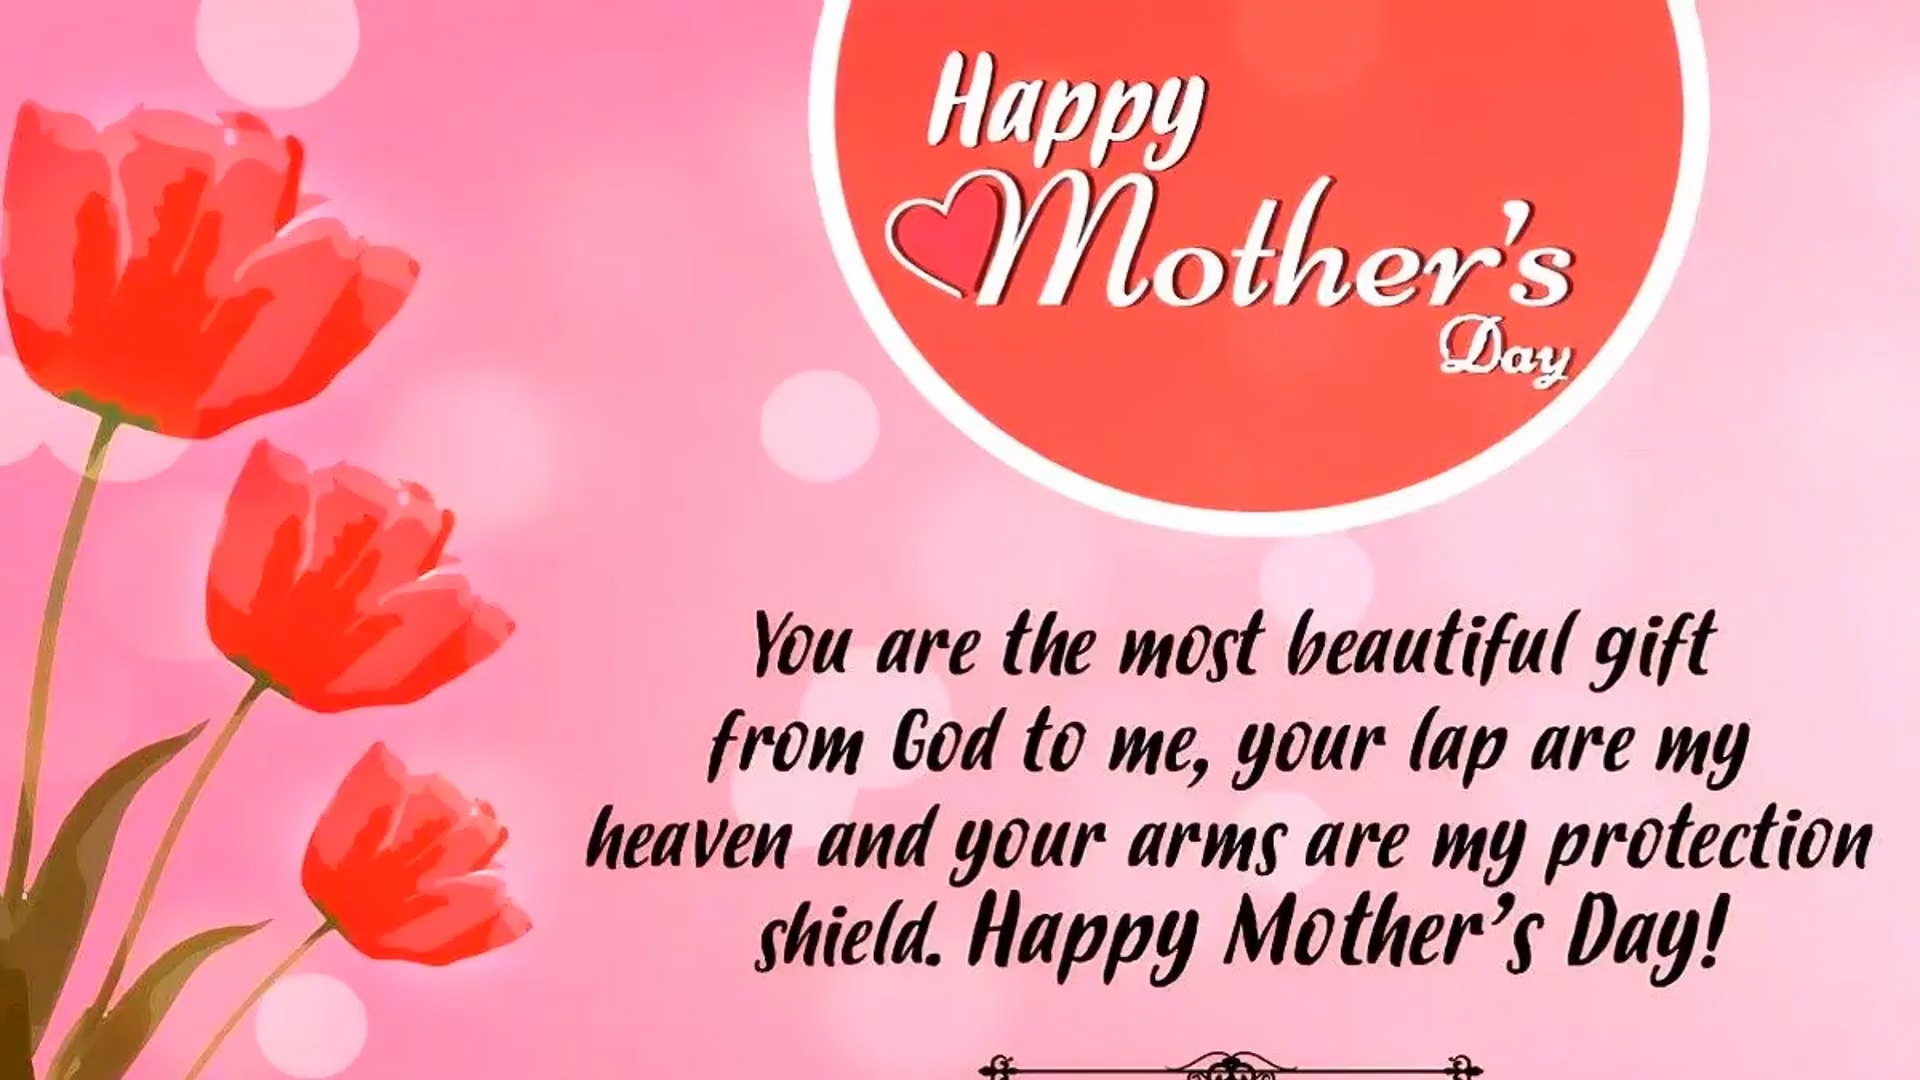 Happy
Mother's
Day
You are the most beautiful gift
from God to me, your lap are my
heaven and your arms are my protection
shield. Happy Mother's Day!